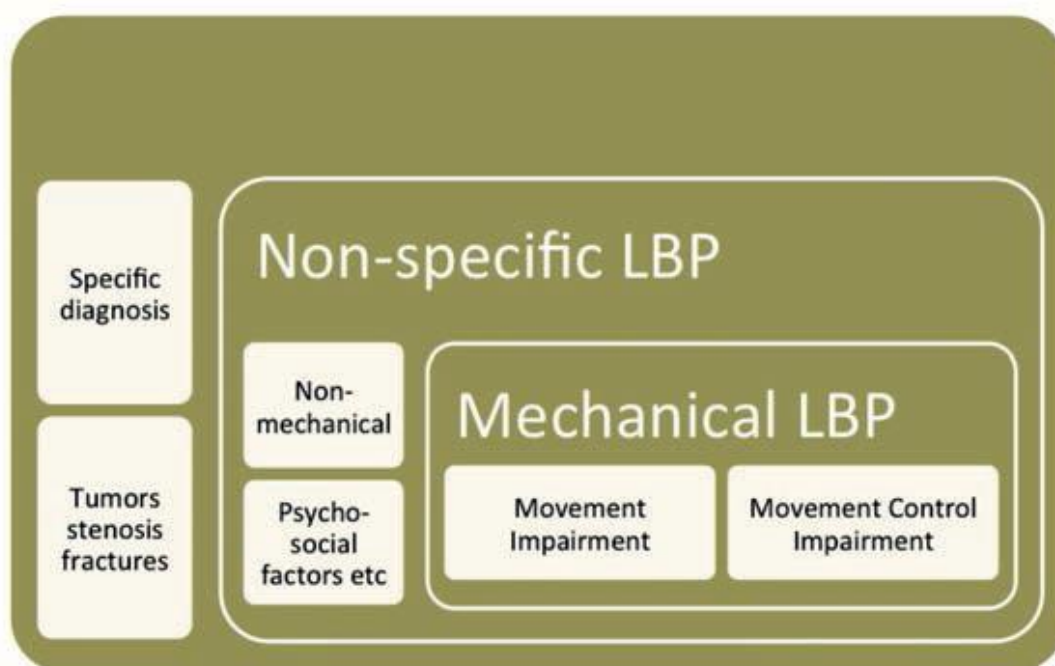 Specific
diagnosis
Tumors
stenosis
fractures
Non-specific LBP
Non-
mechanical
Psycho-
social
factors etc
Mechanical LBP
Movement
Impairment
Movement Control
Impairment